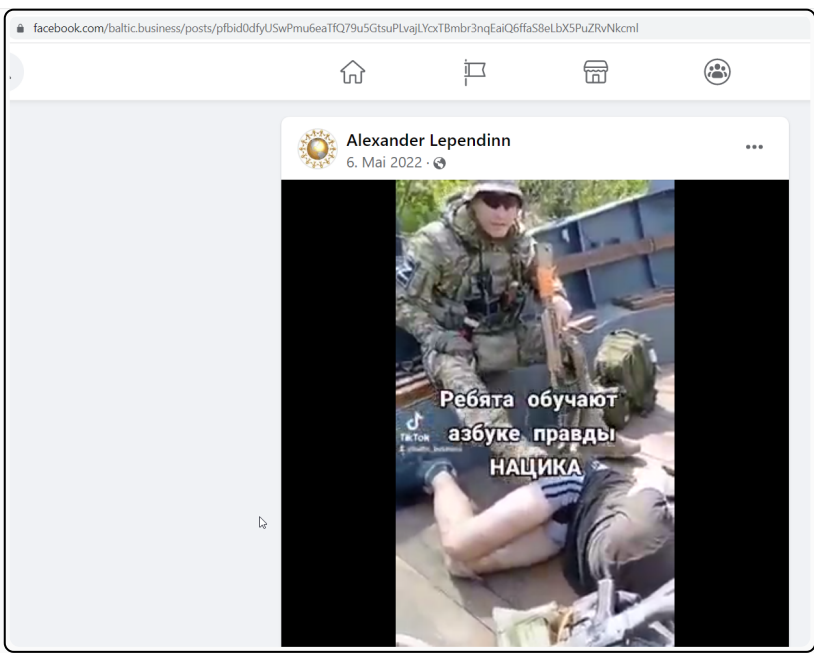 facebook.com/baltic.business/posts/pfbid0dfyUSwPmu6eaTfQ79u5GtsuPLvajLYcxTBmbr3nqEaiQ6ffaS8eLbX5PuZRvNkcml
Alexander Lependinn
6. Mai 2022 ·
Ребята обучают
азбуке правды
НАЦИКА
TikTok